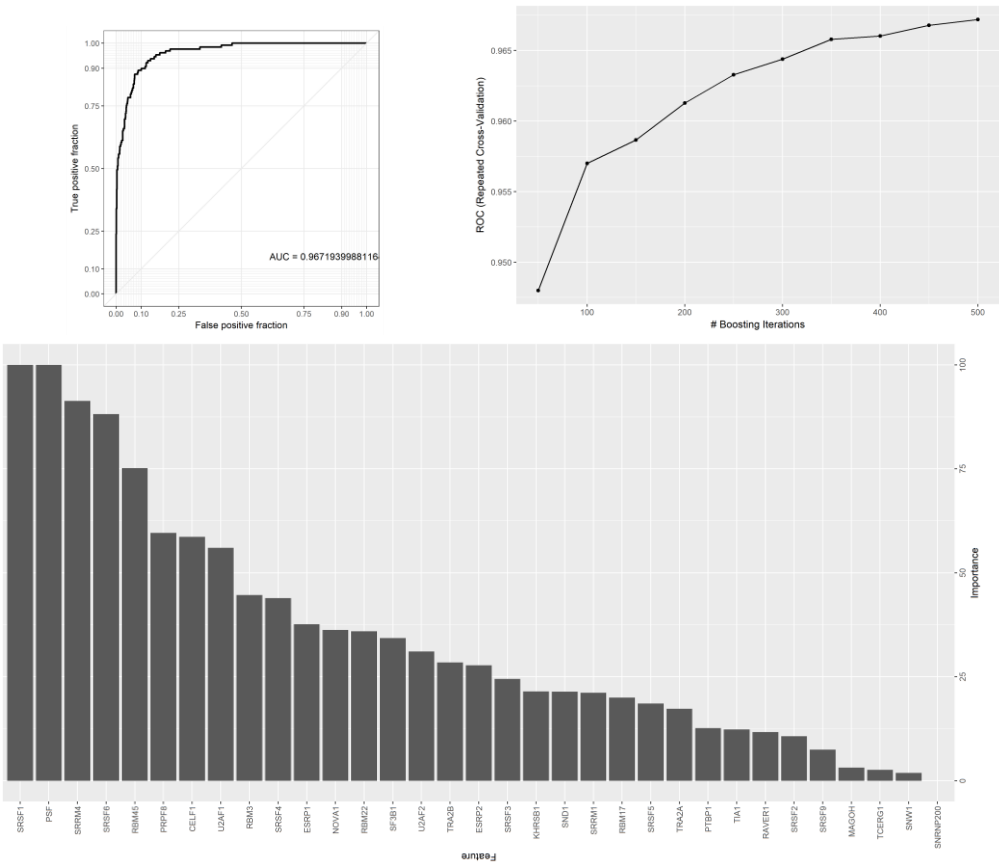 1.00
0.90
0.75
0.50
0.25
0.10
0.00
True positive fraction
AUC = 0.9671939988116
0.00 0.10 0.25 0.50 0.75 0.90 1.00
False positive fraction
0.965
0.960
0.955
0.950
ROC (Repeated Cross-Validation)
100 200 300 400 500
# Boosting Iterations
100
75
50
25
0
Importance
SRSF1
PSF
SRRM4
SRSF6
RBM45
PRPF8
CELF1
U2AF1
RBM3
SRSF4
ESRP1
NOVA1
RBM22
SF3B1
U2AF2
TRA2B
ESRP2
SRSF3
KHRSB1
SND1
SRRM1
RBM17
SRSF5
TRA2A
PTBP1
TIA1
RAVER1
SRSF2
SRSF9
MAGOH
TCERG1
SNW1
SNRNP200
Feature